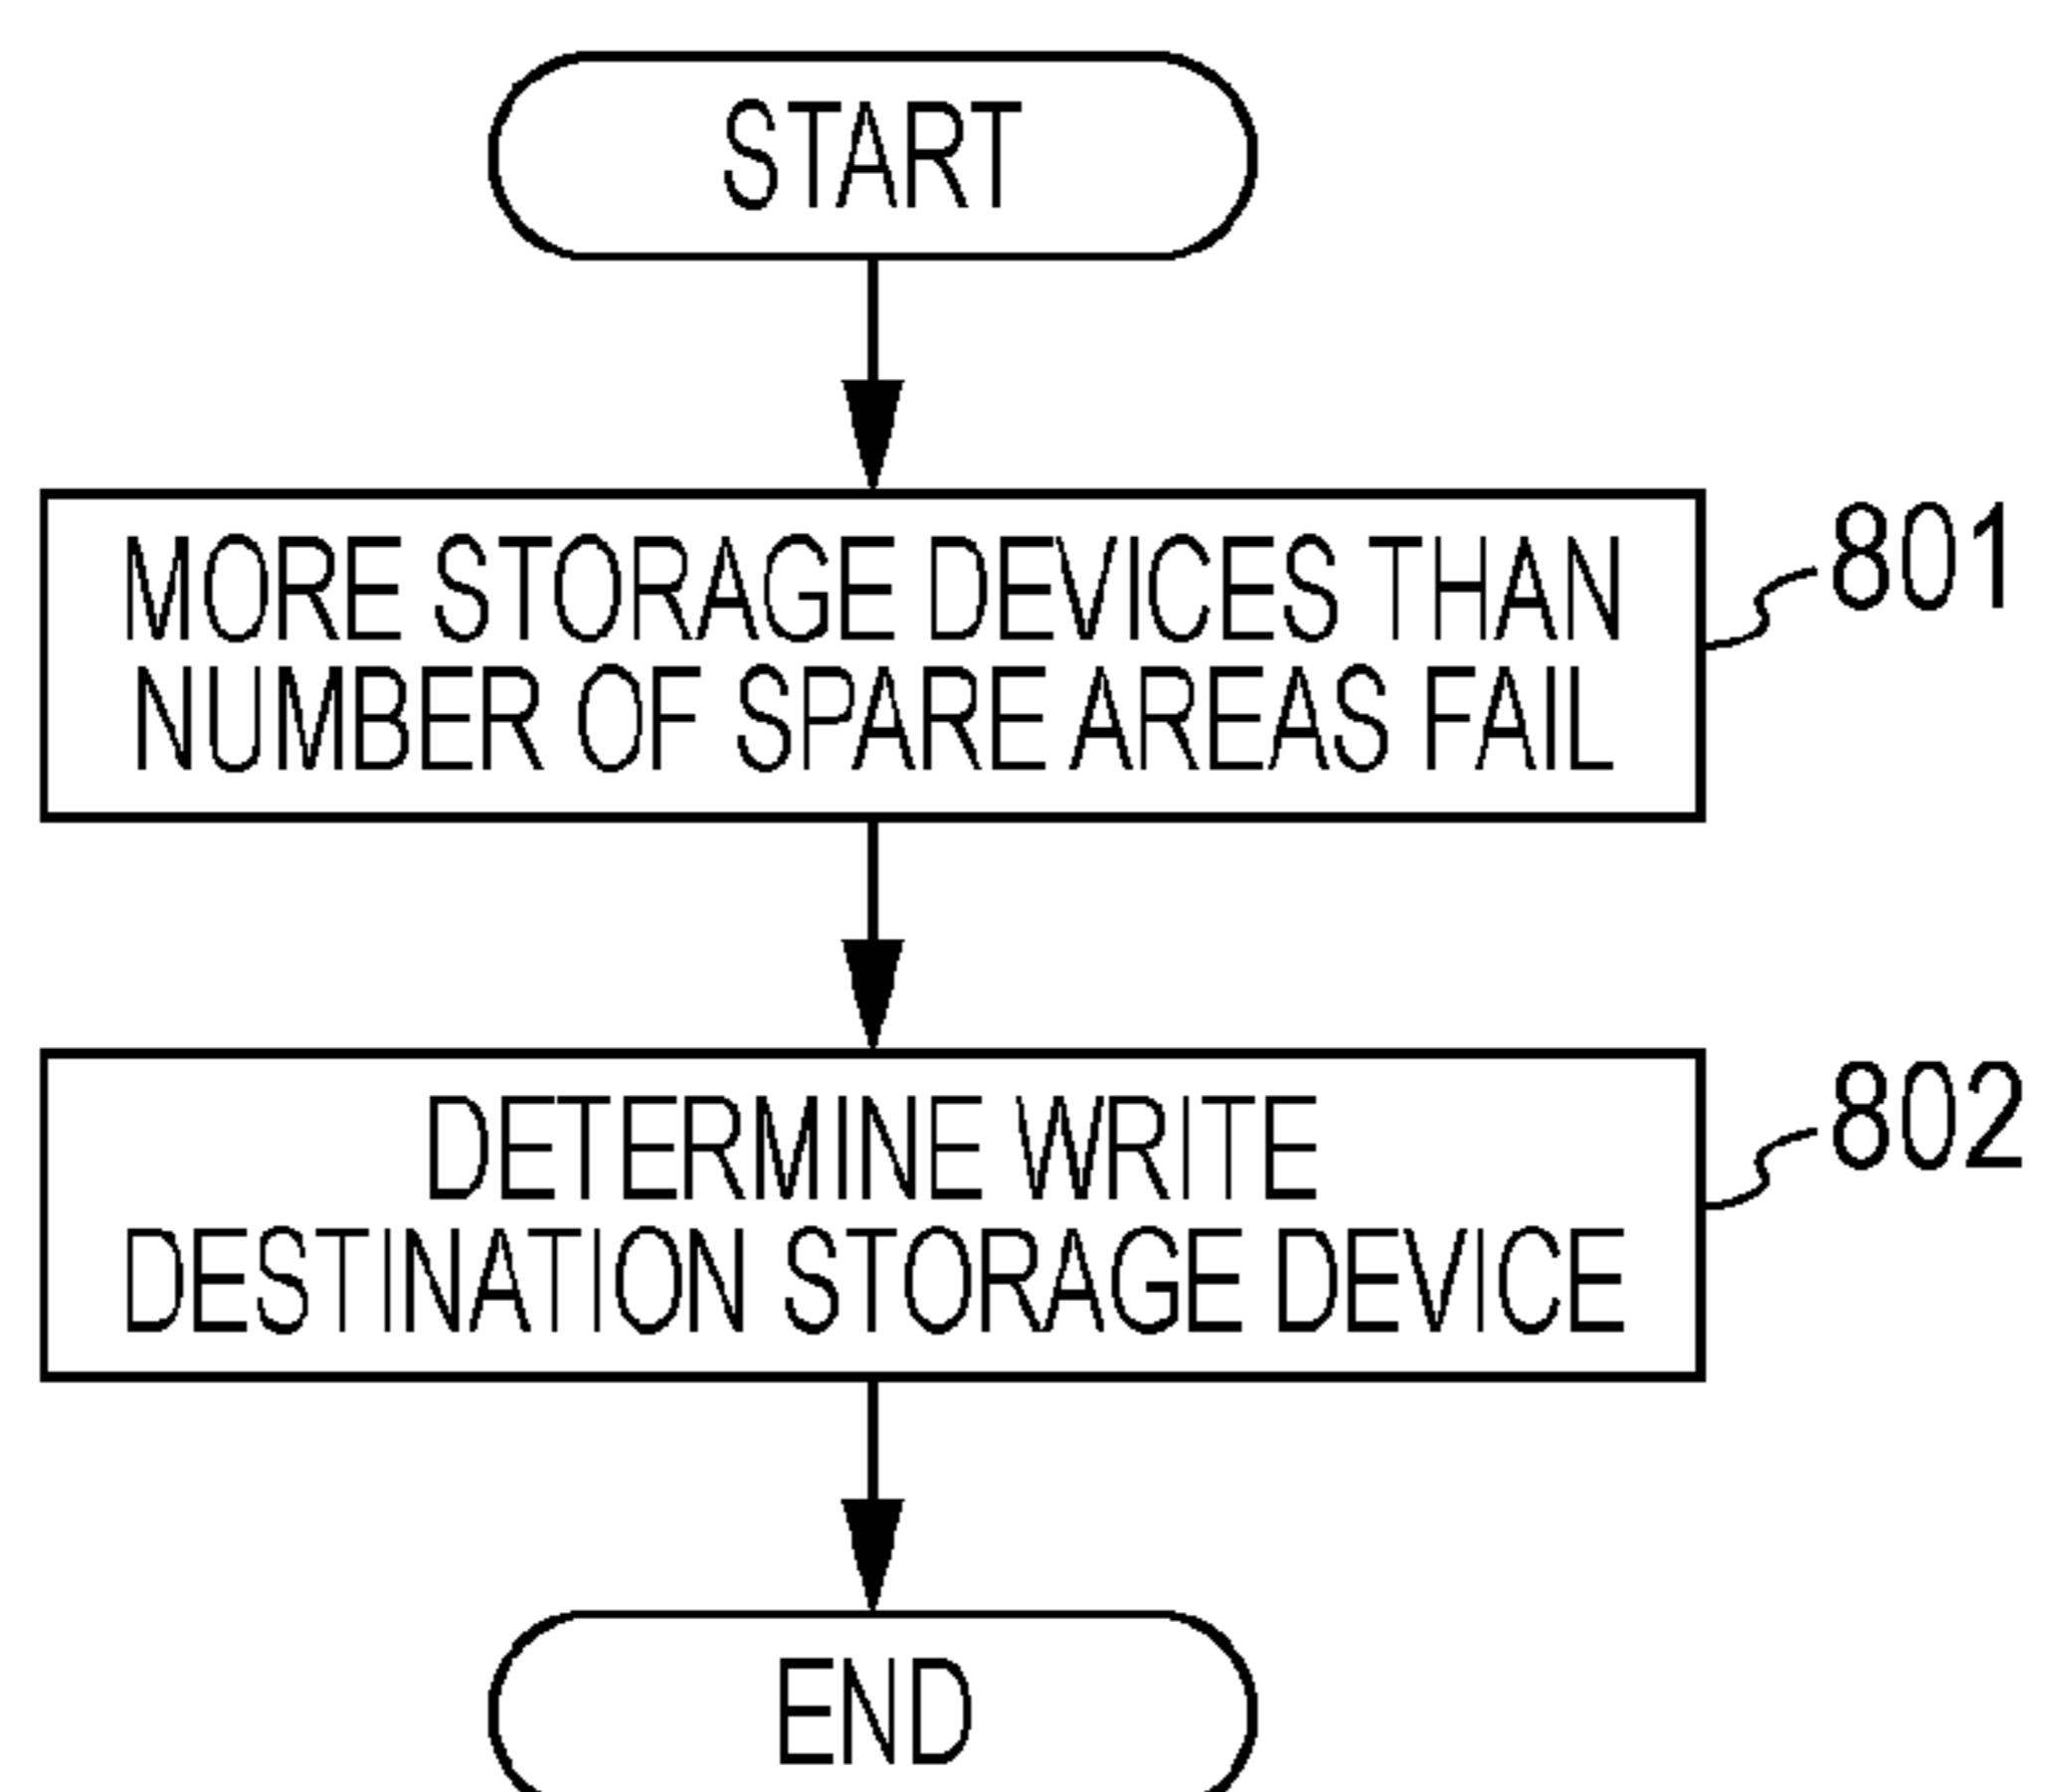 START
MORE STORAGE DEVICES THAN
NUMBER OF SPARE AREAS FAIL
801
DETERMINE WRITE
DESTINATION STORAGE DEVICE
802
END